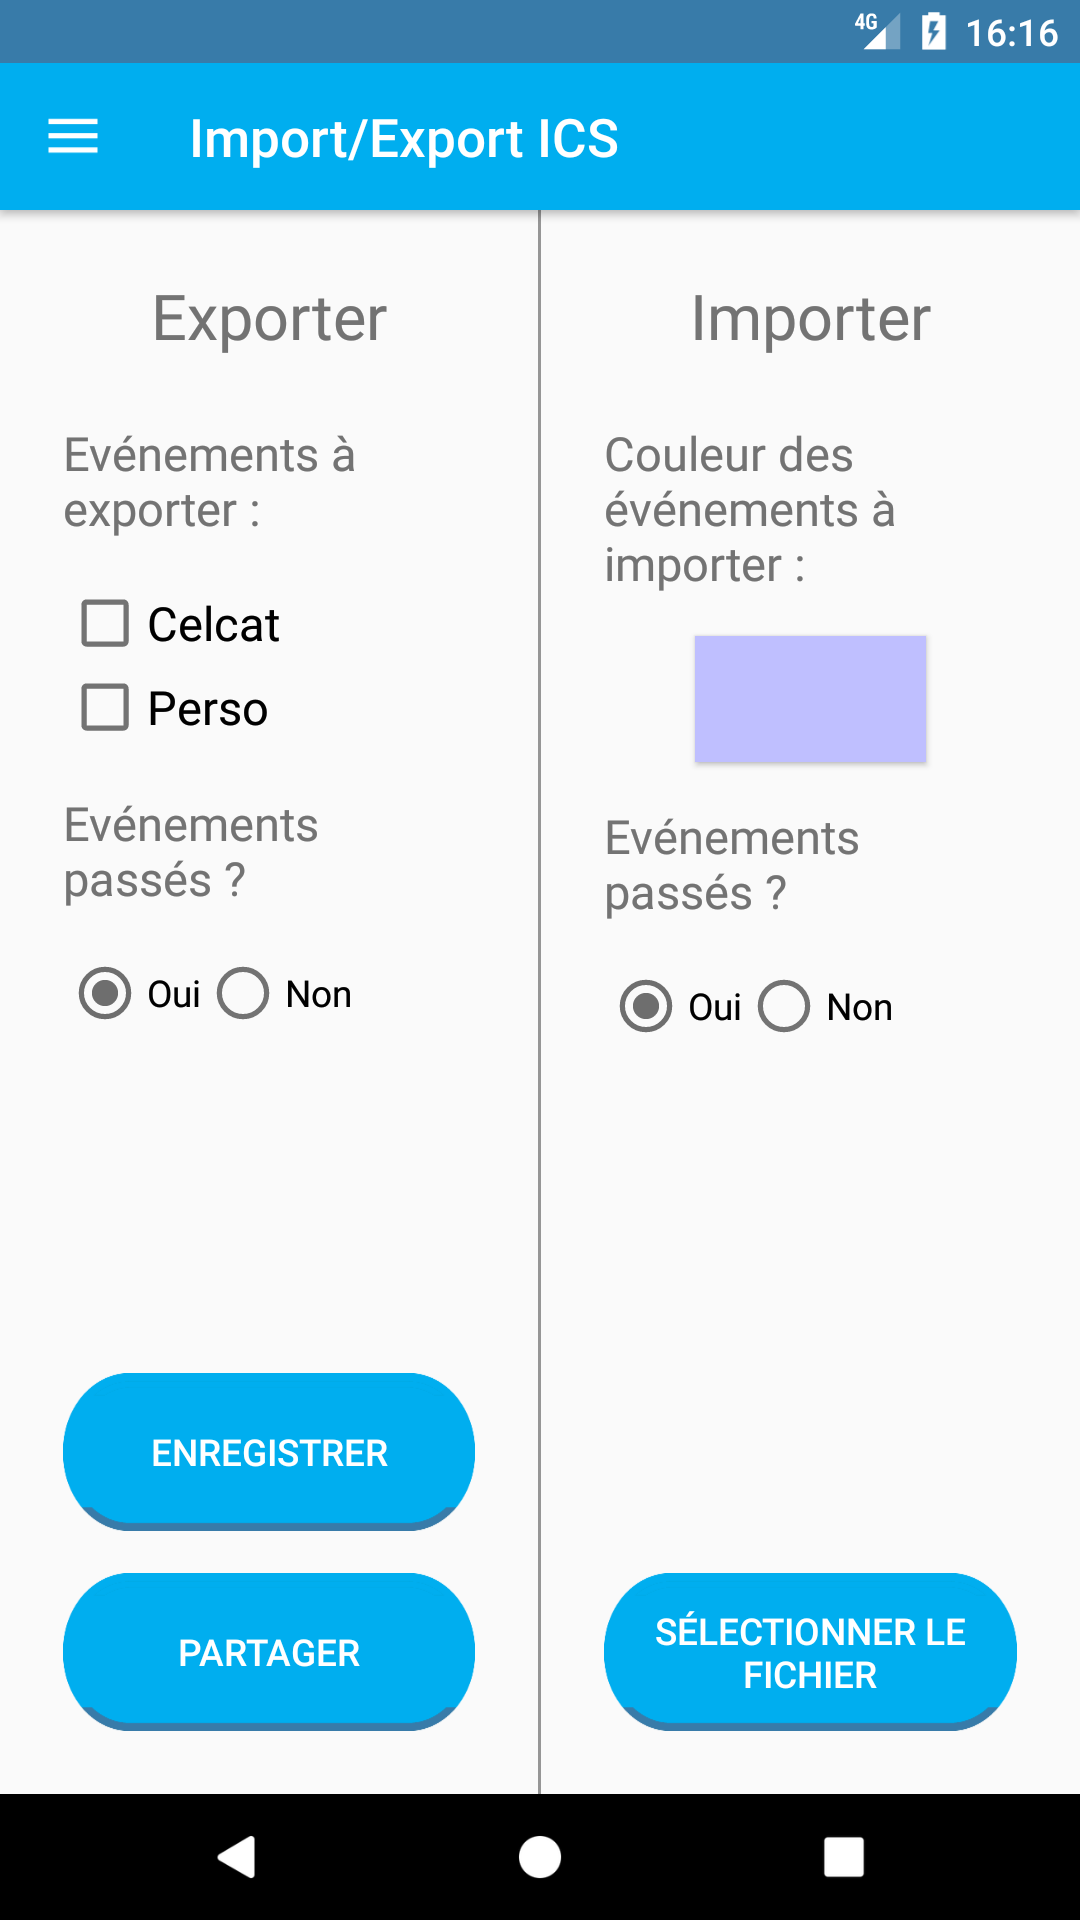 4G 16:16
Import/Export ICS
Exporter
Evénements à
exporter :
Celcat
Perso
Evénements
passés ?
Oui Non
ENREGISTRER
PARTAGER
Importer
Couleur des
événements à
importer :
Evénements
passés ?
Oui Non
SÉLECTIONNER LE
FICHIER